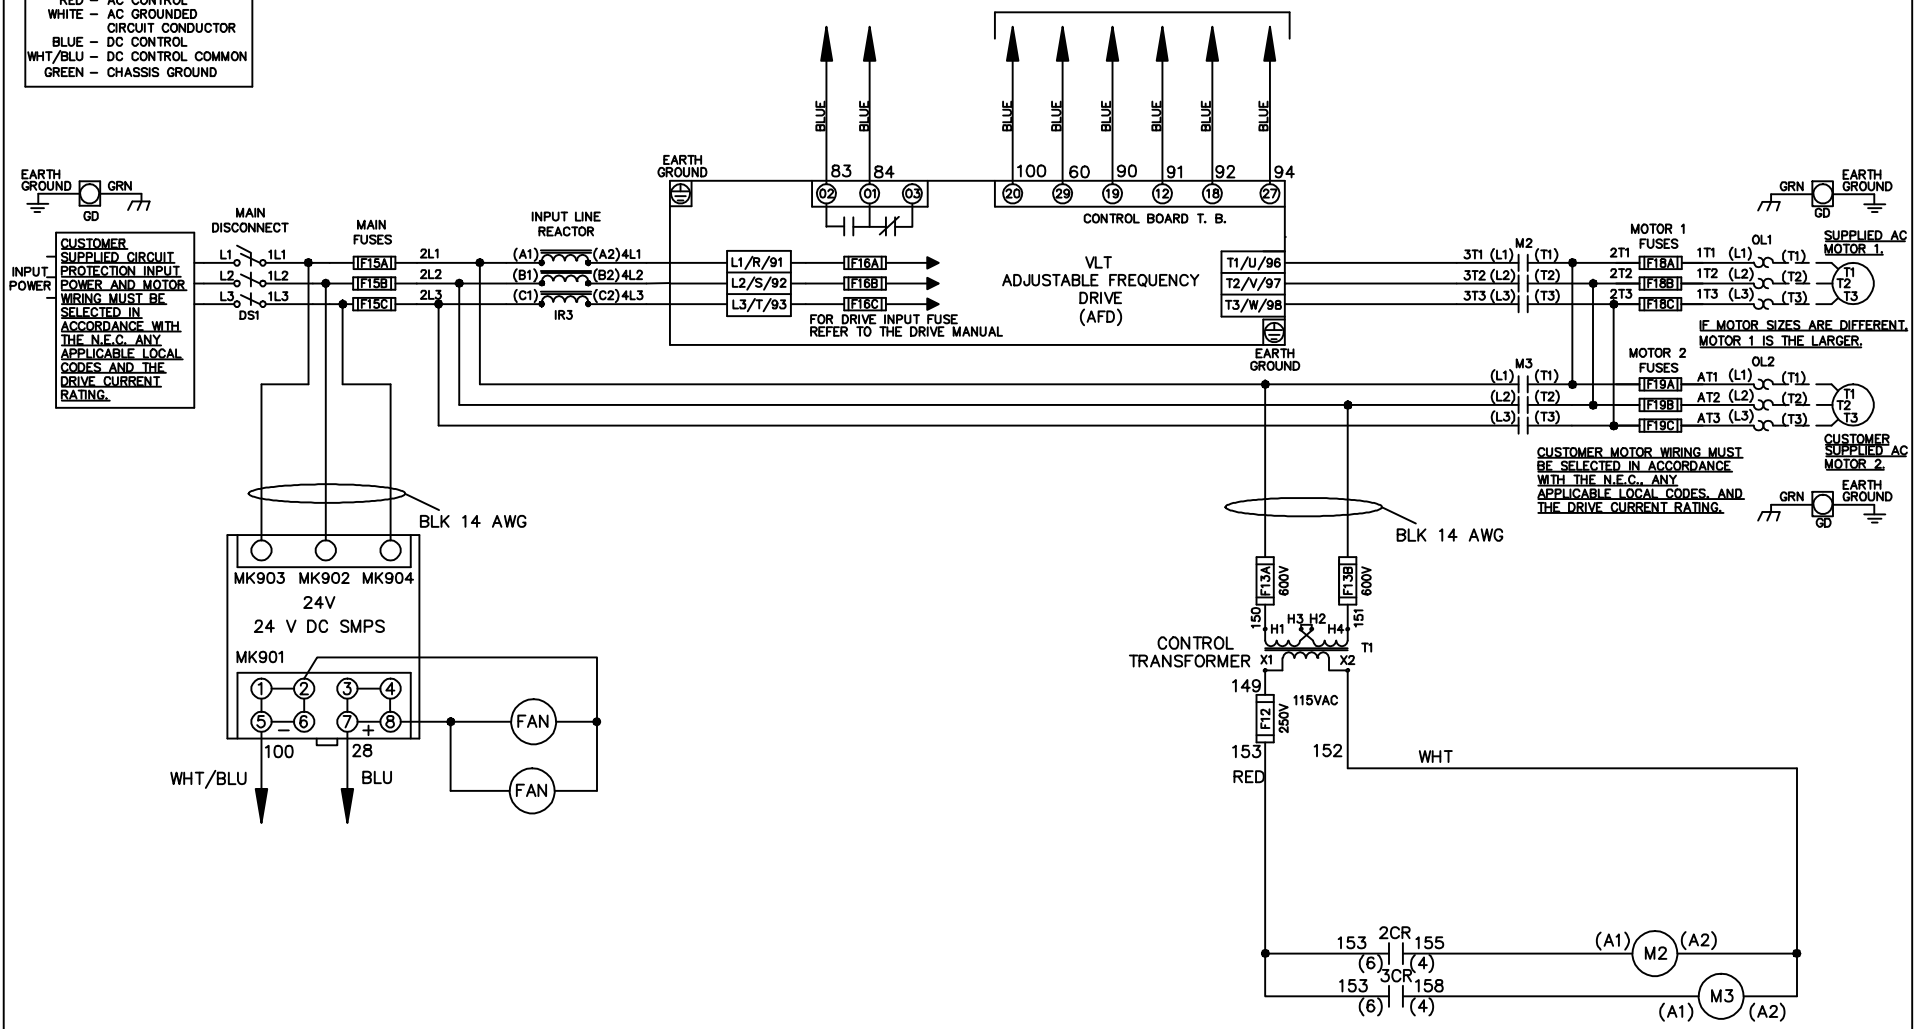 RED – AC CONTROL
WHITE – AC GROUNDED
CIRCUIT CONDUCTOR
BLUE – DC CONTROL
WHT/BLU – DC CONTROL COMMON
GREEN – CHASSIS GROUND
BLUE
BLUE
BLUE
BLUE
BLUE
BLUE
BLUE
BLUE
EARTH
GROUND
GRN
GD
EARTH
GROUND
83
84
100
60
90
91
92
94
02
01
03
20
29
19
12
18
27
CONTROL BOARD T. B.
GRN
EARTH
GROUND
GD
MAIN
DISCONNECT
MAIN
FUSES
INPUT LINE
REACTOR
INPUT
POWER
CUSTOMER
SUPPLIED CIRCUIT
PROTECTION INPUT
POWER AND MOTOR
WIRING MUST BE
SELECTED IN
ACCORDANCE WITH
THE N.E.C. ANY
APPLICABLE LOCAL
CODES AND THE
DRIVE CURRENT
RATING.
L1 1L1 F15A 2L1 (A1) (A2) 4L1 L1/R/91 F16A
L2 1L2 F15B 2L2 (B1) (B2) 4L2 L2/S/92 F16B
L3 1L3 F15C 2L3 (C1) (C2) 4L3 L3/T/93 F16C
DS1
IR3
FOR DRIVE INPUT FUSE
REFER TO THE DRIVE MANUAL
VLT
ADJUSTABLE FREQUENCY
DRIVE
(AFD)
T1/U/96
T2/V/97
T3/W/98
EARTH
GROUND
M2
MOTOR 1
FUSES
OL1
3T1 (L1) (T1) 2T1 F18A 1T1 (L1) (T1) T1
3T2 (L2) (T2) 2T2 F18B 1T2 (L2) (T2) T2
3T3 (L3) (T3) 2T3 F18C 1T3 (L3) (T3) T3
SUPPLIED AC
MOTOR 1.
IF MOTOR SIZES ARE DIFFERENT,
MOTOR 1 IS THE LARGER.
M3
MOTOR 2
FUSES
OL2
(L1) (T1) F19A AT1 (L1) (T1) T1
(L2) (T2) F19B AT2 (L2) (T2) T2
(L3) (T3) F19C AT3 (L3) (T3) T3
CUSTOMER
SUPPLIED AC
MOTOR 2.
CUSTOMER MOTOR WIRING MUST
BE SELECTED IN ACCORDANCE
WITH THE N.E.C., ANY
APPLICABLE LOCAL CODES, AND
THE DRIVE CURRENT RATING.
GRN
EARTH
GROUND
GD
BLK 14 AWG
MK903 MK902 MK904
24V
24 V DC SMPS
MK901
1 2 3 4
5 – 6 7 + 8
FAN
FAN
100
28
WHT/BLU
BLU
BLK 14 AWG
F13A
600V
F13B
600V
150
151
H1 H3 H2 H4
T1
CONTROL
TRANSFORMER
X1 X2
149
115VAC
F12
250V
153
RED
152
WHT
153 2CR 155
(6) (4)
(A1) M2 (A2)
153 3CR 158
(6) (4)
(A1) M3 (A2)